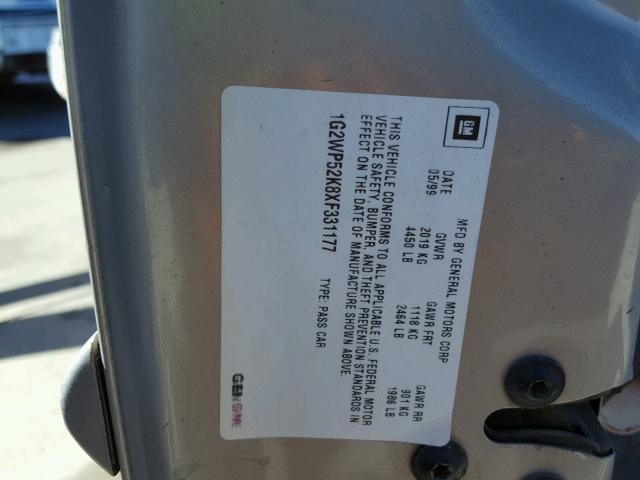 GM
MFD BY GENERAL MOTORS CORP
DATE GVWR GAWR FRT GAWR RR
05/99 2019 KG 1118 KG 901 KG
4450 LB 2464 LB 1986 LB
THIS VEHICLE CONFORMS TO ALL APPLICABLE U.S. FEDERAL MOTOR
VEHICLE SAFETY, BUMPER, AND THEFT PREVENTION STANDARDS IN
EFFECT ON THE DATE OF MANUFACTURE SHOWN ABOVE.
1G2WP52K8XF331177 TYPE: PASS CAR